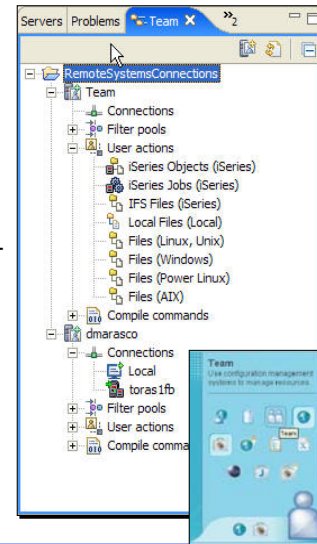 Servers Problems Team »2
RemoteSystemsConnections
Team
Connections
Filter pools
User actions
iSeries Objects (iSeries)
iSeries Jobs (iSeries)
IFS Files (iSeries)
Local Files (Local)
Files (Linux, Unix)
Files (Windows)
Files (Power Linux)
Files (AIX)
Compile commands
dmarasco
Connections
Local
toras1fb
Filter pools
User actions
Compile comma
Team
Use configuration management
systems to manage resources.
Team